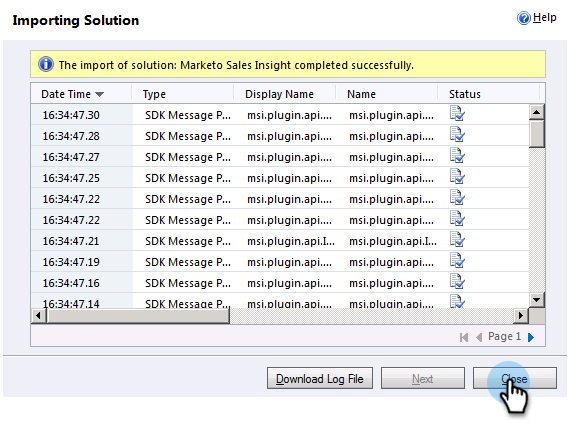 Importing Solution
Help
The import of solution: Marketo Sales Insight completed successfully.
Date Time Type Display Name Name Status
16:34:47.30 SDK Message P... msi.plugin.api.... msi.plugin.api....
16:34:47.28 SDK Message P... msi.plugin.api.... msi.plugin.api....
16:34:47.27 SDK Message P... msi.plugin.api.... msi.plugin.api....
16:34:47.25 SDK Message P... msi.plugin.api.... msi.plugin.api....
16:34:47.22 SDK Message P... msi.plugin.api.... msi.plugin.api....
16:34:47.22 SDK Message P... msi.plugin.api.... msi.plugin.api....
16:34:47.21 SDK Message P... msi.plugin.api.I... msi.plugin.api.I...
16:34:47.19 SDK Message P... msi.plugin.api.... msi.plugin.api....
16:34:47.16 SDK Message P... msi.plugin.api.... msi.plugin.api....
16:34:47.14 SDK Message P... msi.plugin.api.... msi.plugin.api....
Page 1
Download Log File Next Close